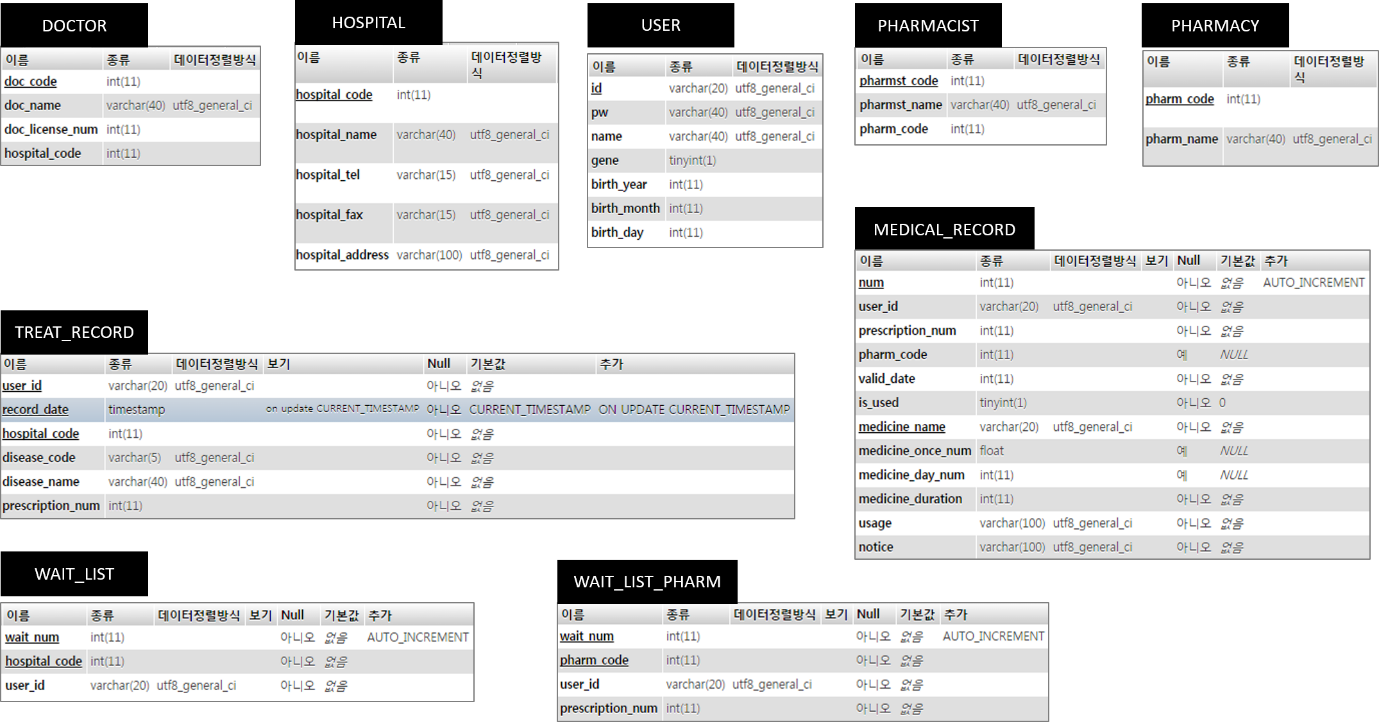 DOCTOR
이름 종류 데이터정렬방식
doc_code int(11)
doc_name varchar(40) utf8_general_ci
doc_license_num int(11)
hospital_code int(11)
HOSPITAL
이름 종류 데이터정렬방
식
hospital_code int(11)
hospital_name varchar(40) utf8_general_ci
hospital_tel varchar(15) utf8_general_ci
hospital_fax varchar(15) utf8_general_ci
hospital_address varchar(100) utf8_general_ci
USER
이름 종류 데이터정렬방식
id varchar(20) utf8_general_ci
pw varchar(40) utf8_general_ci
name varchar(40) utf8_general_ci
gene tinyint(1)
birth_year int(11)
birth_month int(11)
birth_day int(11)
PHARMACIST
이름 종류 데이터정렬방식
pharmst_code int(11)
pharmst_name varchar(40) utf8_general_ci
pharm_code int(11)
PHARMACY
이름 종류 데이터정렬방
식
pharm_code int(11)
pharm_name varchar(40) utf8_general_ci
MEDICAL_RECORD
이름 종류 데이터정렬방식 보기 Null 기본값 추가
num int(11) 아니오 없음 AUTO_INCREMENT
user_id varchar(20) utf8_general_ci 아니오 없음
prescription_num int(11) 아니오 없음
pharm_code int(11) 예 NULL
valid_date int(11) 아니오 없음
is_used tinyint(1) 아니오 0
medicine_name varchar(20) utf8_general_ci 아니오 없음
medicine_once_num float 예 NULL
medicine_day_num int(11) 예 NULL
medicine_duration int(11) 아니오 없음
usage varchar(100) utf8_general_ci 아니오 없음
notice varchar(100) utf8_general_ci 아니오 없음
TREAT_RECORD
이름 종류 데이터정렬방식 보기 Null 기본값 추가
user_id varchar(20) utf8_general_ci 아니오 없음
record_date timestamp on update CURRENT_TIMESTAMP 아니오 CURRENT_TIMESTAMP ON UPDATE CURRENT_TIMESTAMP
hospital_code int(11) 아니오 없음
disease_code varchar(5) utf8_general_ci 아니오 없음
disease_name varchar(40) utf8_general_ci 아니오 없음
prescription_num int(11) 아니오 없음
WAIT_LIST
이름 종류 데이터정렬방식 보기 Null 기본값 추가
wait_num int(11) 아니오 없음 AUTO_INCREMENT
hospital_code int(11) 아니오 없음
user_id varchar(20) utf8_general_ci 아니오 없음
WAIT_LIST_PHARM
이름 종류 데이터정렬방식 보기 Null 기본값 추가
wait_num int(11) 아니오 없음 AUTO_INCREMENT
pharm_code int(11) 아니오 없음
user_id varchar(20) utf8_general_ci 아니오 없음
prescription_num int(11) 아니오 없음